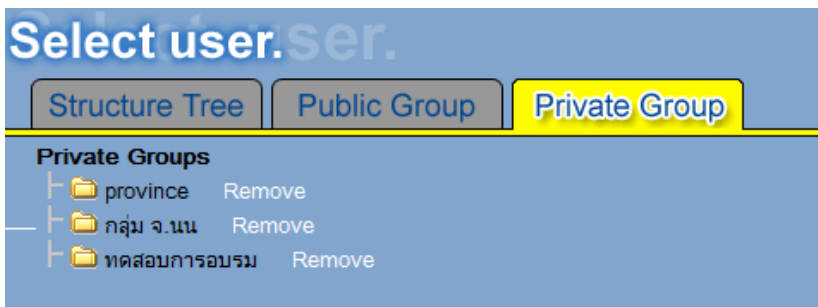 Select user.
Structure Tree Public Group Private Group
Private Groups
province Remove
กลุ่ม จ.นน Remove
ทดสอบการอบรม Remove